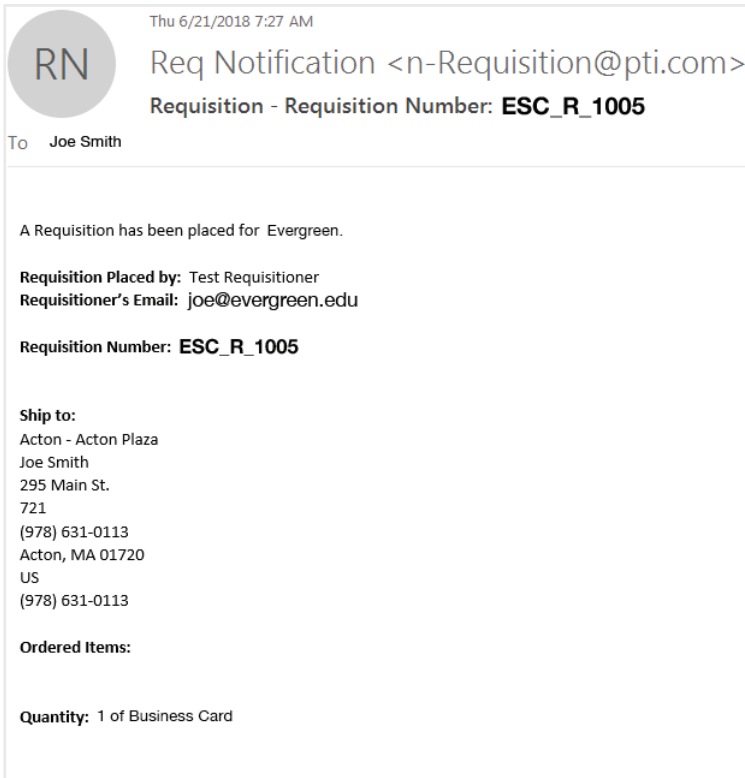 Thu 6/21/2018 7:27 AM
RN
Req Notification <n-Requisition@pti.com>
Requisition - Requisition Number: ESC_R_1005
To Joe Smith
A Requisition has been placed for Evergreen.
Requisition Placed by: Test Requisitioner
Requisitioner's Email: joe@evergreen.edu
Requisition Number: ESC_R_1005
Ship to:
Acton - Acton Plaza
Joe Smith
295 Main St.
721
(978) 631-0113
Acton, MA 01720
US
(978) 631-0113
Ordered Items:
Quantity: 1 of Business Card